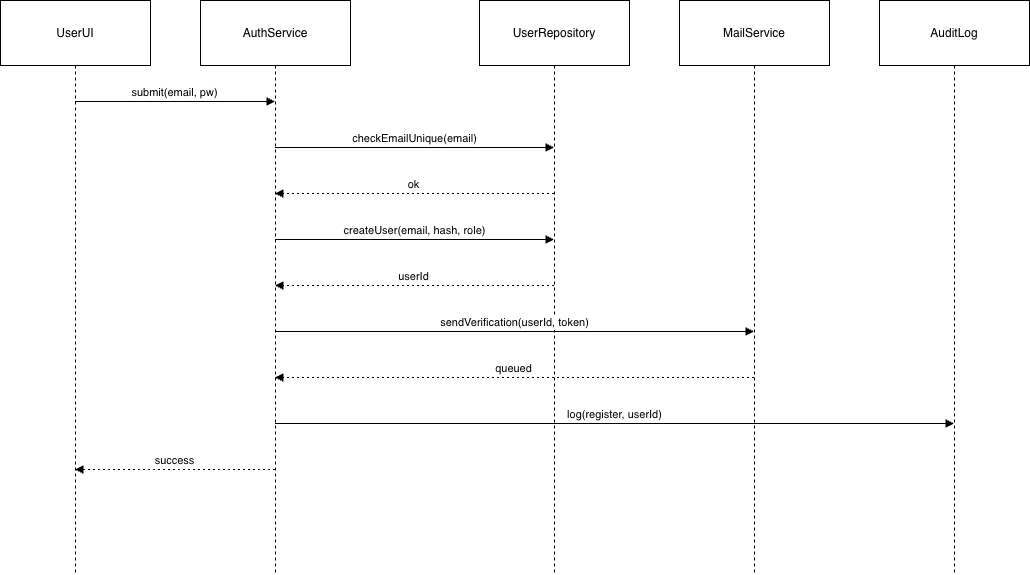 UserUI
AuthService
UserRepository
MailService
AuditLog
submit(email, pw)
checkEmailUnique(email)
ok
createUser(email, hash, role)
userId
sendVerification(userId, token)
queued
log(register, userId)
success